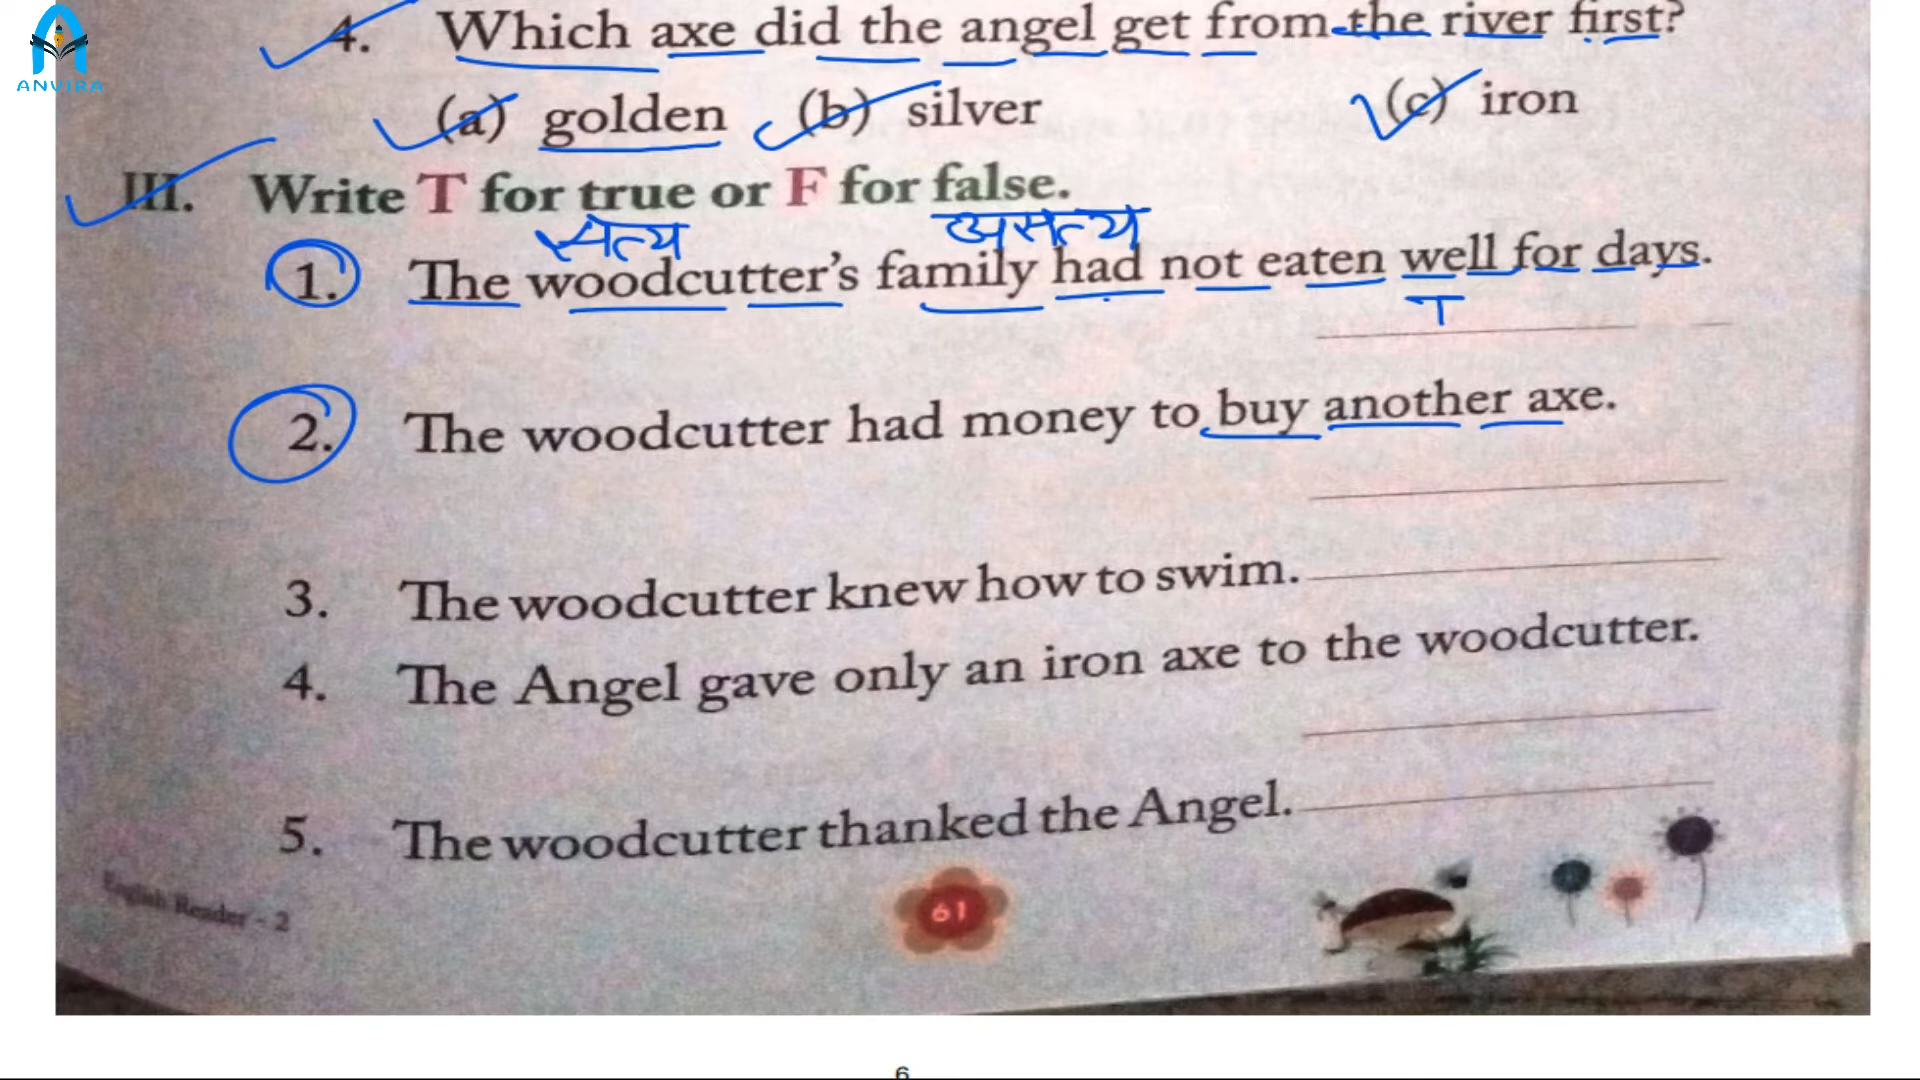 ANVIRA
4. Which axe did the angel get from the river first?
(a) golden (b) silver (c) iron
III. Write T for true or F for false.
सत्य असत्य
1. The woodcutter's family had not eaten well for days.
T
2. The woodcutter had money to buy another axe.
3. The woodcutter knew how to swim.
4. The Angel gave only an iron axe to the woodcutter.
5. The woodcutter thanked the Angel.
English Reader - 2
61